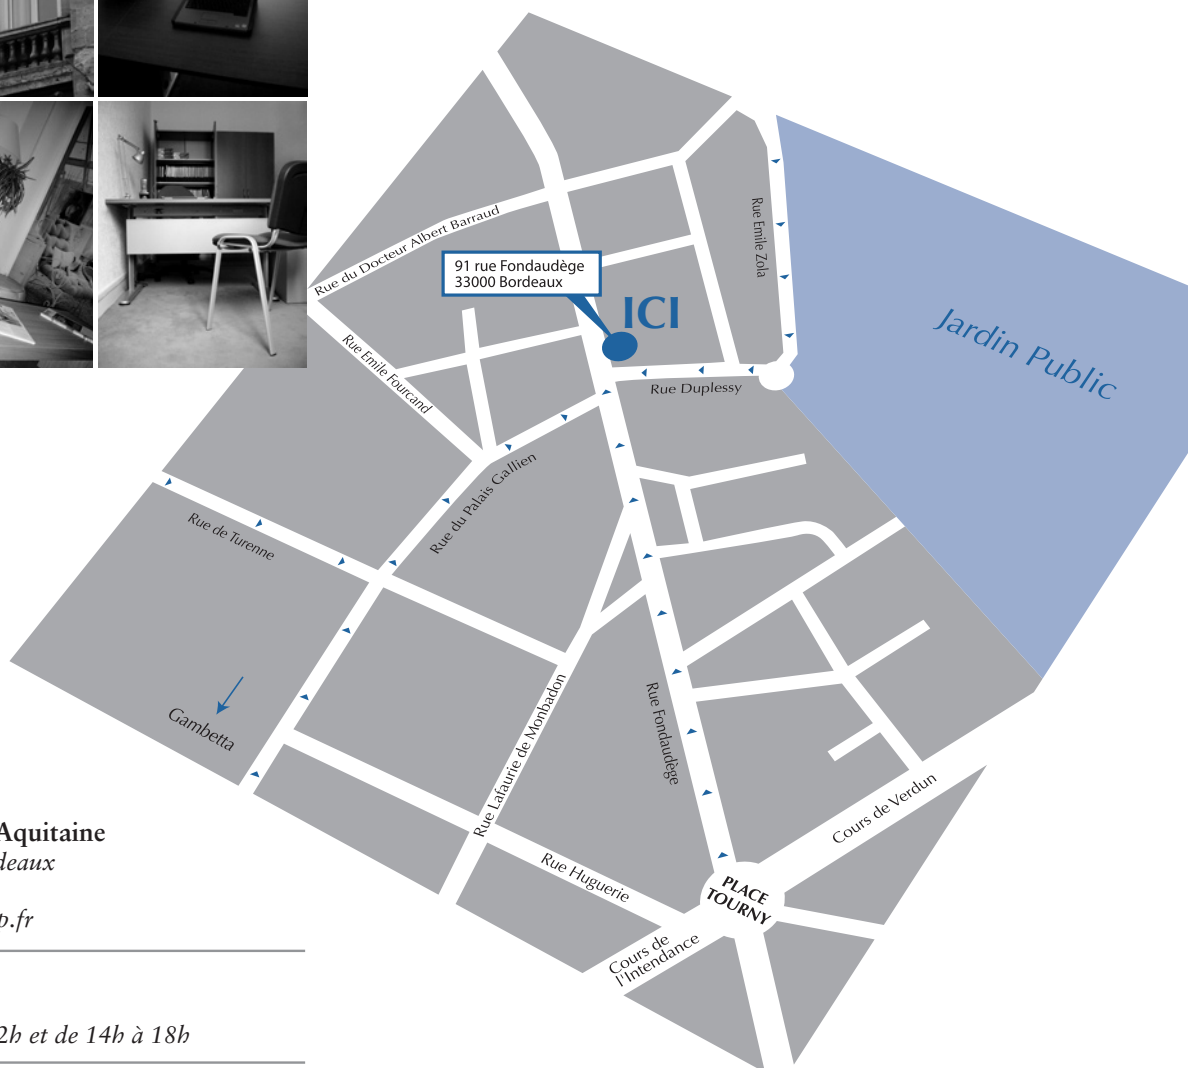 Rue du Docteur Albert Barraud
Rue Emile Zola
91 rue Fondaudège
33000 Bordeaux
ICI
Jardin Public
Rue Emile Fourcand
Rue Duplessy
Rue du Palais Gallien
Rue de Turenne
Gambetta
Rue Lafaurie de Monbadon
Rue Fondaudège
Cours de Verdun
Rue Huguerie
PLACE
TOURNY
Cours de
l'Intendance
Aquitaine
deaux
p.fr
2h et de 14h à 18h